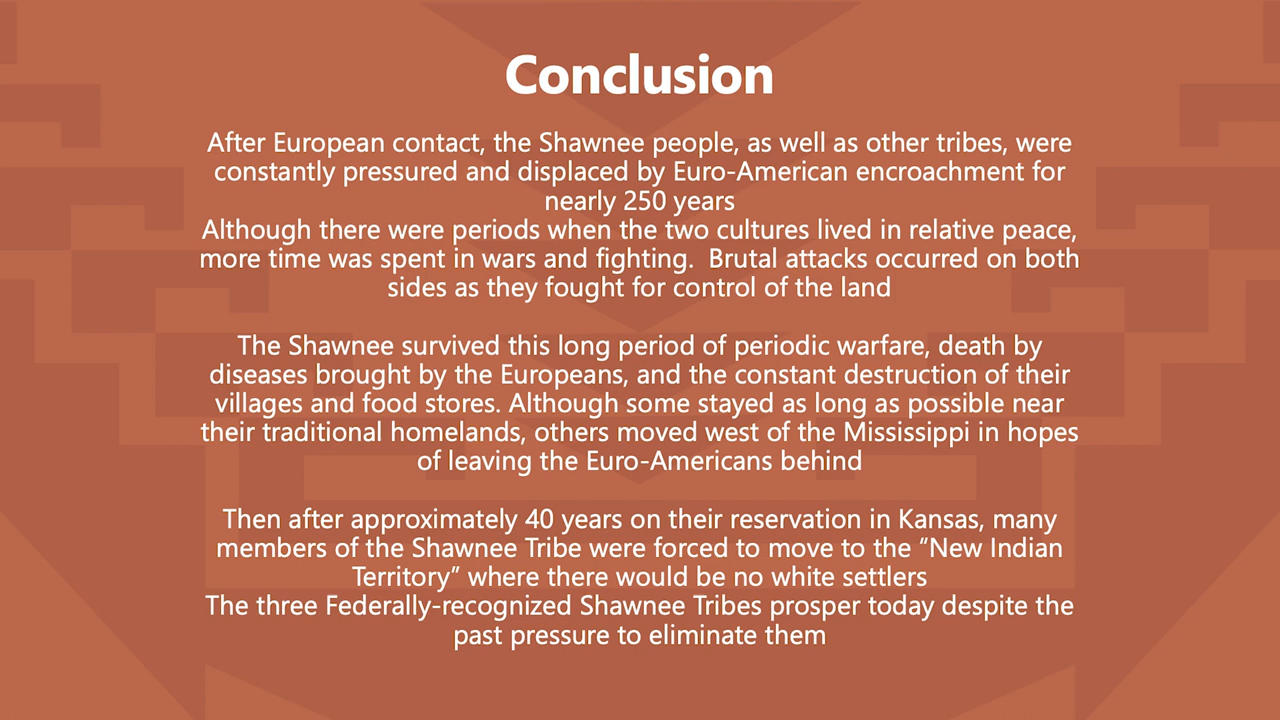 Conclusion
After European contact, the Shawnee people, as well as other tribes, were
constantly pressured and displaced by Euro-American encroachment for
nearly 250 years
Although there were periods when the two cultures lived in relative peace,
more time was spent in wars and fighting.  Brutal attacks occurred on both
sides as they fought for control of the land
The Shawnee survived this long period of periodic warfare, death by
diseases brought by the Europeans, and the constant destruction of their
villages and food stores. Although some stayed as long as possible near
their traditional homelands, others moved west of the Mississippi in hopes
of leaving the Euro-Americans behind
Then after approximately 40 years on their reservation in Kansas, many
members of the Shawnee Tribe were forced to move to the “New Indian
Territory” where there would be no white settlers
The three Federally-recognized Shawnee Tribes prosper today despite the
past pressure to eliminate them